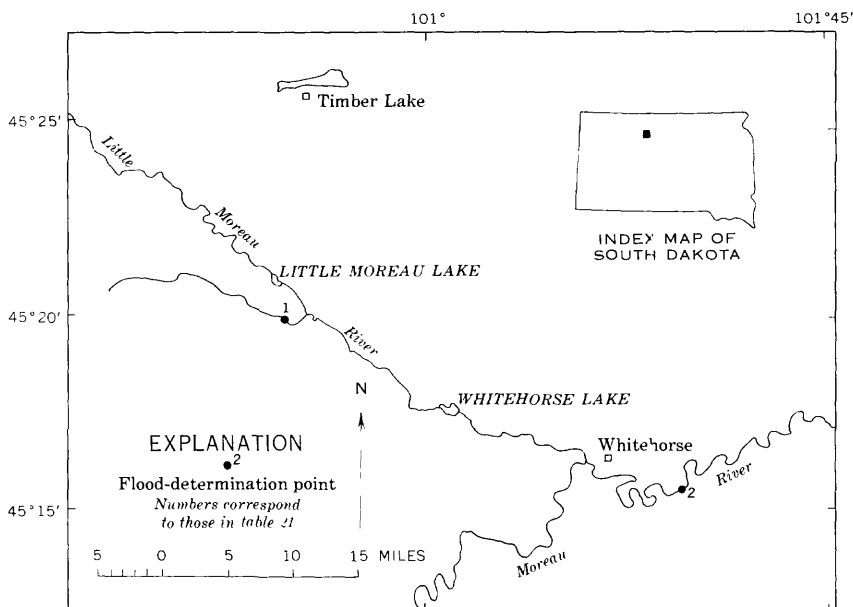 101° 101°45'
Timber Lake
45°25'
Little
Moreau
River
INDEX MAP OF
SOUTH DAKOTA
LITTLE MOREAU LAKE
1
45°20'
N
WHITEHORSE LAKE
EXPLANATION
2
Flood-determination point
Numbers correspond
to those in table 21
Whitehorse
2
River
45°15'
Moreau
5 0 5 10 15 MILES